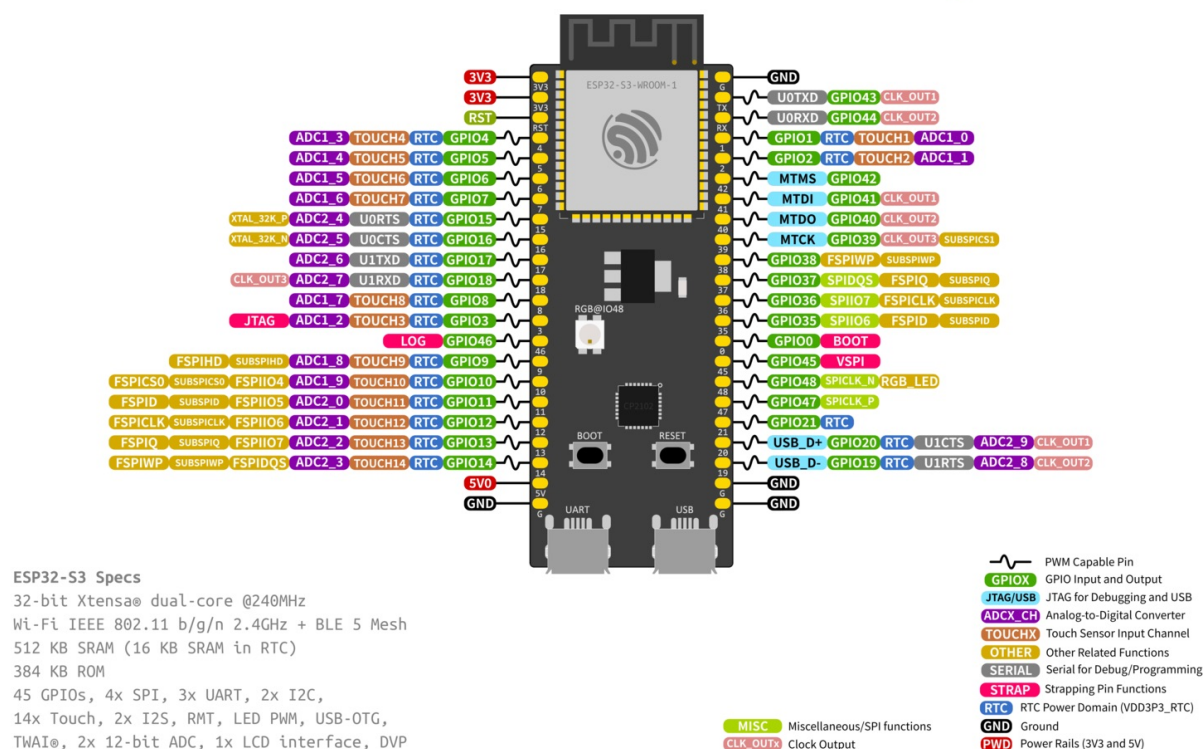 ESP32-S3-WROOM-1
3V3 3V3 G GND
3V3 3V3 TX U0TXD GPIO43 CLK_OUT1
RST RST RX U0RXD GPIO44 CLK_OUT2
ADC1_3 TOUCH4 RTC GPIO4 4 1 GPIO1 RTC TOUCH1 ADC1_0
ADC1_4 TOUCH5 RTC GPIO5 5 2 GPIO2 RTC TOUCH2 ADC1_1
ADC1_5 TOUCH6 RTC GPIO6 6 42 MTMS GPIO42
ADC1_6 TOUCH7 RTC GPIO7 7 41 MTDI GPIO41 CLK_OUT1
XTAL_32K_P ADC2_4 U0RTS RTC GPIO15 15 40 MTDO GPIO40 CLK_OUT2
XTAL_32K_N ADC2_5 U0CTS RTC GPIO16 16 39 MTCK GPIO39 CLK_OUT3 SUBSPICS1
ADC2_6 U1TXD RTC GPIO17 17 38 GPIO38 FSPIWP SUBSPIWP
CLK_OUT3 ADC2_7 U1RXD RTC GPIO18 18 37 GPIO37 SPIDQS FSPIQ SUBSPIQ
ADC1_7 TOUCH8 RTC GPIO8 8 36 GPIO36 SPIIO7 FSPICLK SUBSPICLK
RGB@IO48
JTAG ADC1_2 TOUCH3 RTC GPIO3 3 35 GPIO35 SPIIO6 FSPID SUBSPID
LOG GPIO46 46 0 GPIO0 BOOT
FSPIHD SUBSPIHD ADC1_8 TOUCH9 RTC GPIO9 9 45 GPIO45 VSPI
FSPICS0 SUBSPICS0 FSPIIO4 ADC1_9 TOUCH10 RTC GPIO10 10 48 GPIO48 SPICLK_N RGB_LED
FSPID SUBSPID FSPIIO5 ADC2_0 TOUCH11 RTC GPIO11 11 47 GPIO47 SPICLK_P
CP2102
FSPICLK SUBSPICLK FSPIIO6 ADC2_1 TOUCH12 RTC GPIO12 12 21 GPIO21 RTC
FSPIQ SUBSPIQ FSPIIO7 ADC2_2 TOUCH13 RTC GPIO13 13 20 USB_D+ GPIO20 RTC U1CTS ADC2_9 CLK_OUT1
BOOT RESET
FSPIWP SUBSPIWP FSPIDQS ADC2_3 TOUCH14 RTC GPIO14 14 19 USB_D- GPIO19 RTC U1RTS ADC2_8 CLK_OUT2
5V0 5V G GND
GND G G GND
UART USB
ESP32-S3 Specs
32-bit Xtensa® dual-core @240MHz
Wi-Fi IEEE 802.11 b/g/n 2.4GHz + BLE 5 Mesh
512 KB SRAM (16 KB SRAM in RTC)
384 KB ROM
45 GPIOs, 4x SPI, 3x UART, 2x I2C,
14x Touch, 2x I2S, RMT, LED PWM, USB-OTG,
TWAI®, 2x 12-bit ADC, 1x LCD interface, DVP
MISC Miscellaneous/SPI functions
CLK_OUTx Clock Output
PWM Capable Pin
GPIOX GPIO Input and Output
JTAG/USB JTAG for Debugging and USB
ADCX_CH Analog-to-Digital Converter
TOUCHX Touch Sensor Input Channel
OTHER Other Related Functions
SERIAL Serial for Debug/Programming
STRAP Strapping Pin Functions
RTC RTC Power Domain (VDD3P3_RTC)
GND Ground
PWD Power Rails (3V3 and 5V)